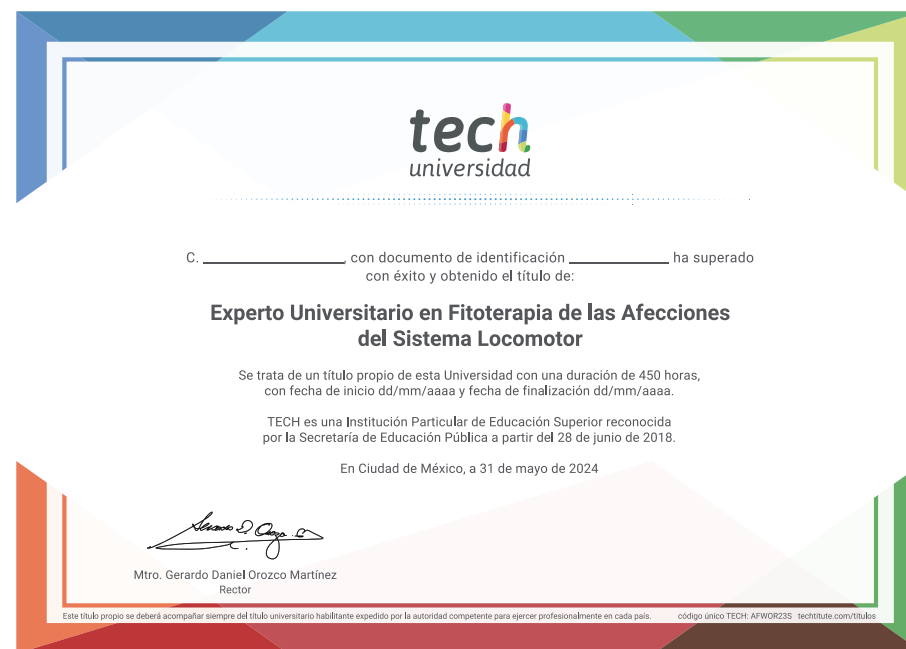 tech
universidad
C. ____________________, con documento de identificación ______________ ha superado
con éxito y obtenido el título de:
Experto Universitario en Fitoterapia de las Afecciones
del Sistema Locomotor
Se trata de un título propio de esta Universidad con una duración de 450 horas,
con fecha de inicio dd/mm/aaaa y fecha de finalización dd/mm/aaaa.
TECH es una Institución Particular de Educación Superior reconocida
por la Secretaría de Educación Pública a partir del 28 de junio de 2018.
En Ciudad de México, a 31 de mayo de 2024
Mtro. Gerardo Daniel Orozco Martínez
Rector
Este título propio se deberá acompañar siempre del título universitario habilitante expedido por la autoridad competente para ejercer profesionalmente en cada país. código único TECH: AFWOR23S techtitute.com/titulos